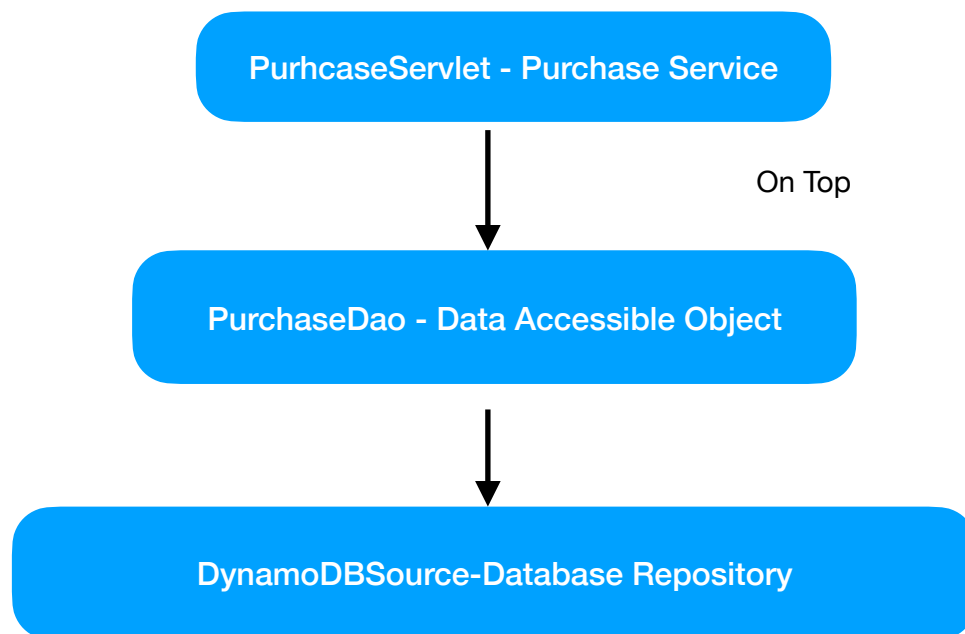 PurhcaseServlet - Purchase Service
On Top
PurchaseDao - Data Accessible Object
DynamoDBSource-Database Repository